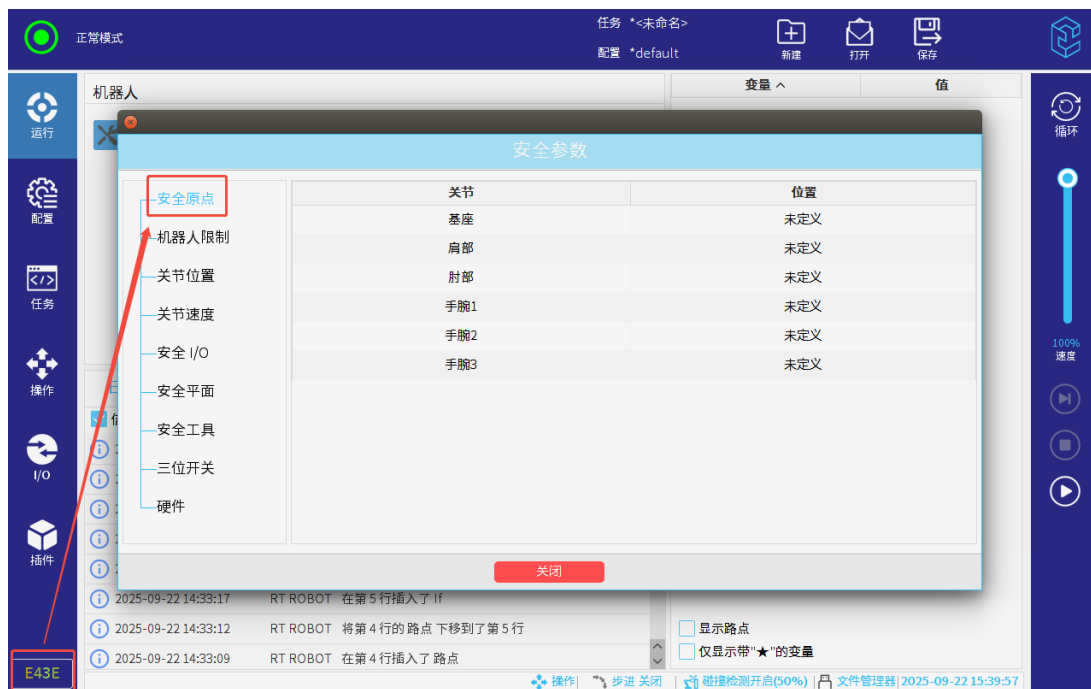 正常模式
任务 *<未命名>
配置 *default
新建
打开
保存
运行
配置
任务
操作
I/O
插件
E43E
机器人
变量
值
安全参数
安全原点
机器人限制
关节位置
关节速度
安全 I/O
安全平面
安全工具
三位开关
硬件
关节 位置
基座 未定义
肩部 未定义
肘部 未定义
手腕1 未定义
手腕2 未定义
手腕3 未定义
关闭
2025-09-22 14:33:17 RT ROBOT 在第 5 行插入了 If
2025-09-22 14:33:12 RT ROBOT 将第 4 行的 路点 下移到了第 5 行
2025-09-22 14:33:09 RT ROBOT 在第 4 行插入了 路点
显示路点
仅显示带"★"的变量
循环
100%
速度
操作 | 步进 关闭 | 碰撞检测开启(50%) | 文件管理器 | 2025-09-22 15:39:57